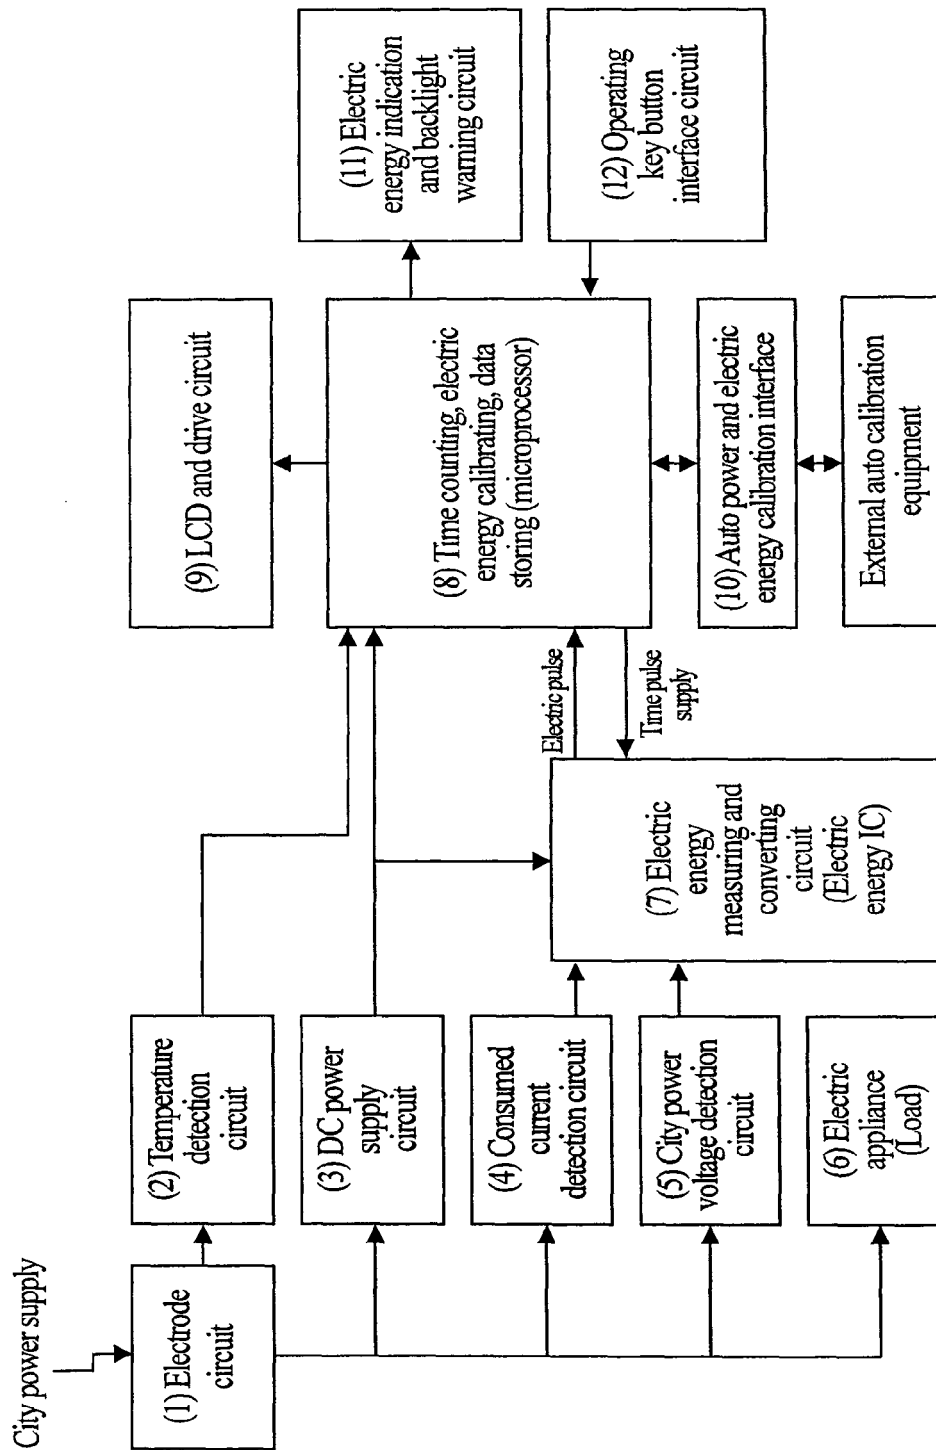 City power supply
(1) Electrode
circuit
(2) Temperature
detection
circuit
(3) DC power
supply
circuit
(4) Consumed
current
detection circuit
(5) City power
voltage detection
circuit
(6) Electric
appliance
(Load)
(7) Electric
energy
measuring and
converting
circuit
(Electric
energy IC)
Electric pulse
Time pulse
supply
(8) Time counting, electric
energy calibrating, data
storing (microprocessor)
(9) LCD and drive circuit
(10) Auto power and electric
energy calibration interface
External auto calibration
equipment
(11) Electric
energy indication
and backlight
warning circuit
(12) Operating
key button
interface circuit